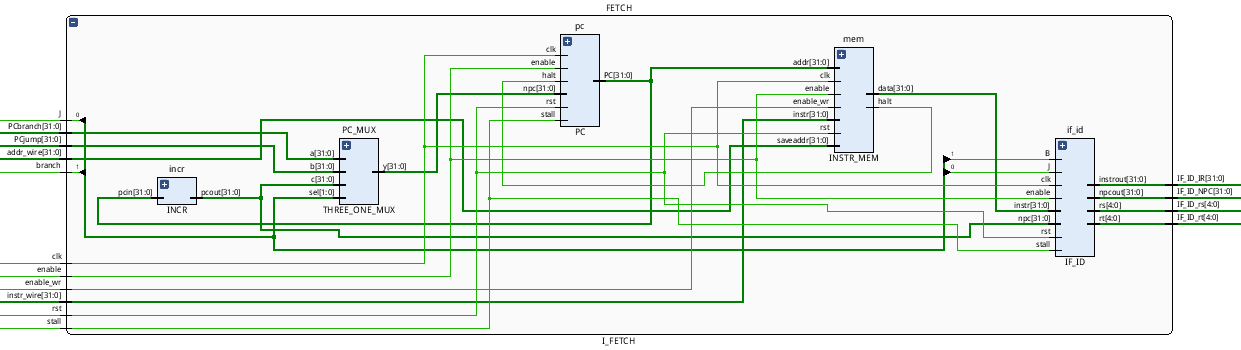 FETCH
pc
clk
enable
halt
npc[31:0]
rst
stall
PC[31:0]
PC
mem
addr[31:0]
clk
enable
enable_wr
instr[31:0]
rst
saveaddr[31:0]
data[31:0]
halt
INSTR_MEM
J
0
PCbranch[31:0]
PCjump[31:0]
addr_wire[31:0]
branch
1
PC_MUX
a[31:0]
b[31:0]
c[31:0]
sel[1:0]
y[31:0]
THREE_ONE_MUX
incr
pcin[31:0]
pcout[31:0]
INCR
if_id
1
B
0
J
clk
enable
instr[31:0]
npc[31:0]
rst
stall
instrout[31:0]
npcout[31:0]
rs[4:0]
rt[4:0]
IF_ID
IF_ID_IR[31:0]
IF_ID_NPC[31:0]
IF_ID_rs[4:0]
IF_ID_rt[4:0]
clk
enable
enable_wr
instr_wire[31:0]
rst
stall
I_FETCH